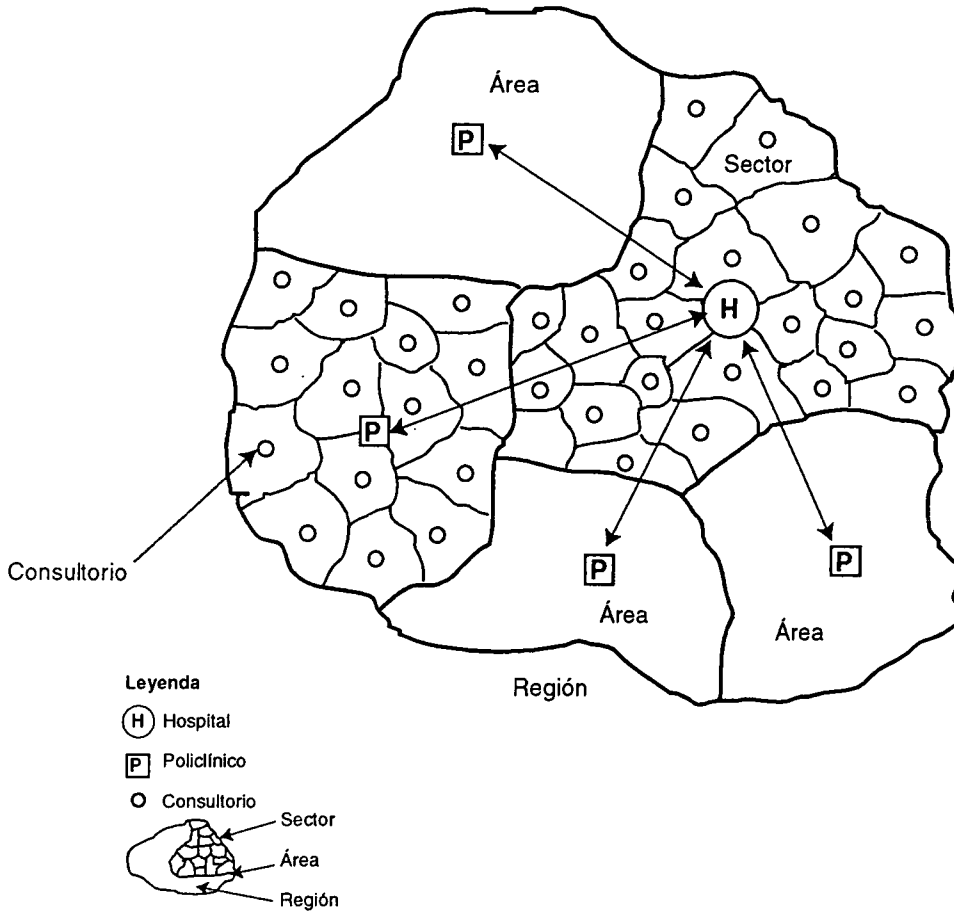 Área
P
Sector
H
P
Consultorio
P
P
Área
Área
Región
Leyenda
H Hospital
P Policlínico
Consultorio
Sector
Área
Región